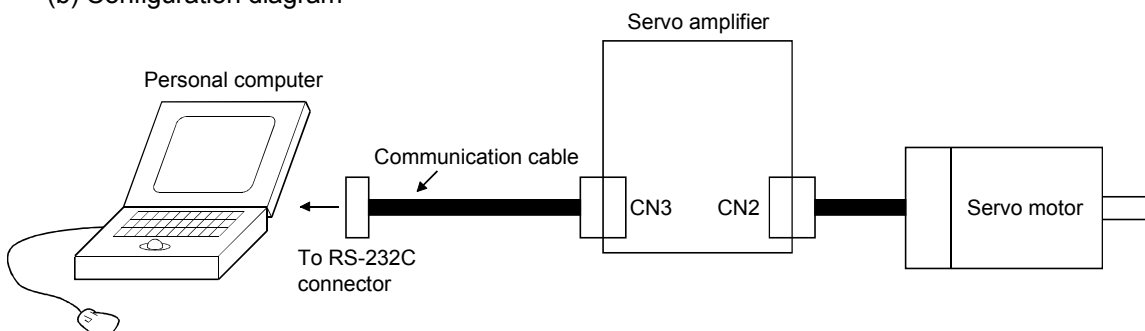 (b) Configuration diagram
Servo amplifier
Personal computer
Communication cable
CN3
CN2
Servo motor
To RS-232C
connector